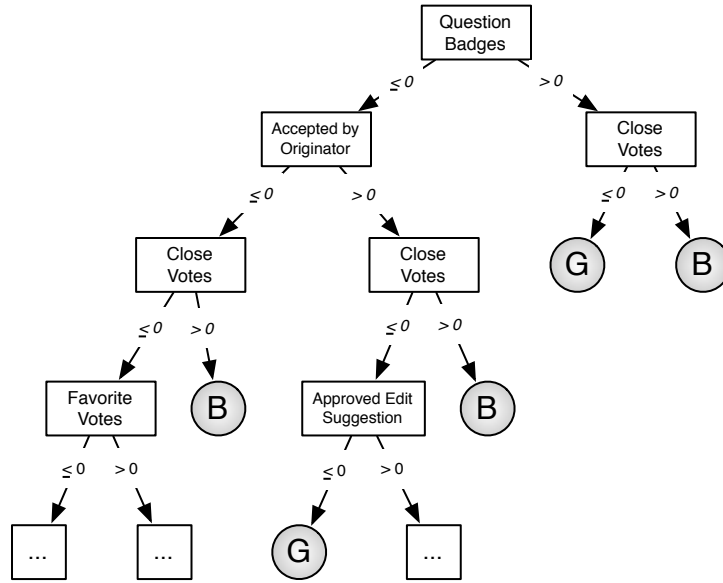 Question
Badges
≤ 0
> 0
Accepted by
Originator
Close
Votes
≤ 0
> 0
≤ 0
> 0
Close
Votes
Close
Votes
G
B
≤ 0
> 0
≤ 0
> 0
Favorite
Votes
B
Approved Edit
Suggestion
B
≤ 0
> 0
≤ 0
> 0
...
...
G
...